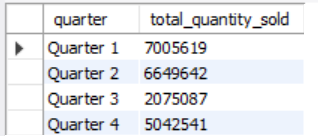 quarter total_quantity_sold
Quarter 1 7005619
Quarter 2 6649642
Quarter 3 2075087
Quarter 4 5042541